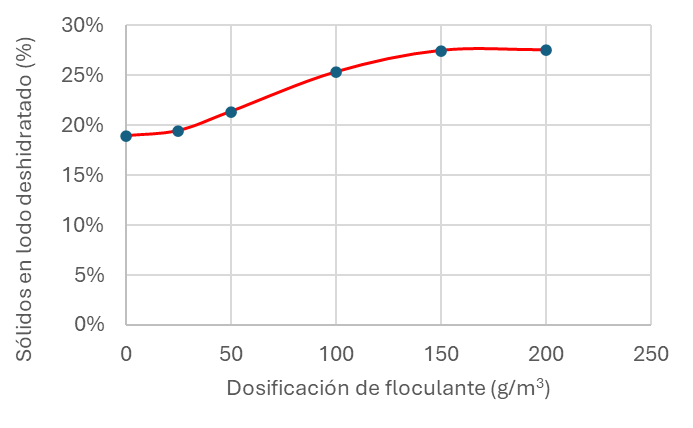 30%
25%
20%
15%
10%
5%
0%
Sólidos en lodo deshidratado (%)
0 50 100 150 200 250
Dosificación de floculante (g/m³)